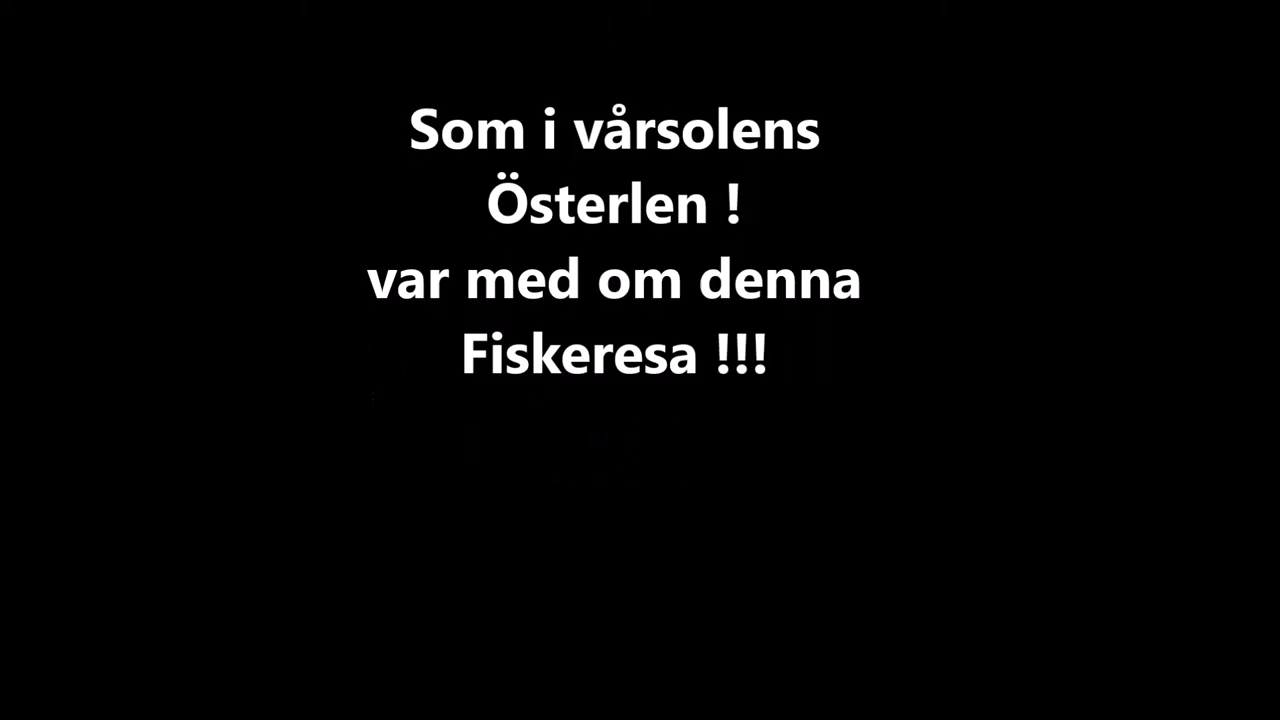 Som i vårsolens
Österlen !
var med om denna
Fiskeresa !!!